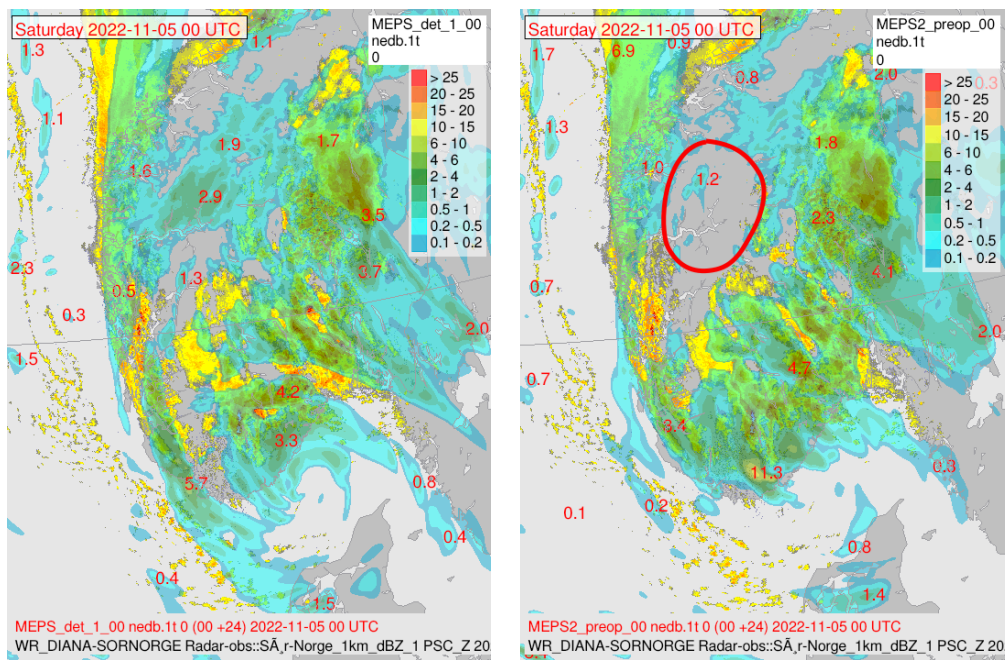 Saturday 2022-11-05 00 UTC
MEPS_det_1_00
nedb.1t
0
> 25
20 - 25
15 - 20
10 - 15
6 - 10
4 - 6
2 - 4
1 - 2
0.5 - 1
0.2 - 0.5
0.1 - 0.2
1.3
1.1
1.1
1.9
1.7
1.6
2.9
3.5
2.3
1.3
3.7
0.5
0.3
2.0
1.5
4.2
3.3
5.7
0.8
0.4
0.4
1.5
MEPS_det_1_00 nedb.1t 0 (00 +24) 2022-11-05 00 UTC
WR_DIANA-SORNORGE Radar-obs::SÃ¸r-Norge_1km_dBZ_1 PSC_Z 20
Saturday 2022-11-05 00 UTC
MEPS2_preop_00
nedb.1t
0
> 25
20 - 25
15 - 20
10 - 15
6 - 10
4 - 6
2 - 4
1 - 2
0.5 - 1
0.2 - 0.5
0.1 - 0.2
6.9
0.9
1.7
0.8
2.0
0.3
1.3
1.8
1.0
1.2
2.3
4.1
0.7
2.0
0.7
4.7
3.4
11.3
0.3
0.2
0.1
0.8
1.4
MEPS2_preop_00 nedb.1t 0 (00 +24) 2022-11-05 00 UTC
WR_DIANA-SORNORGE Radar-obs::SÃ¸r-Norge_1km_dBZ_1 PSC_Z 20